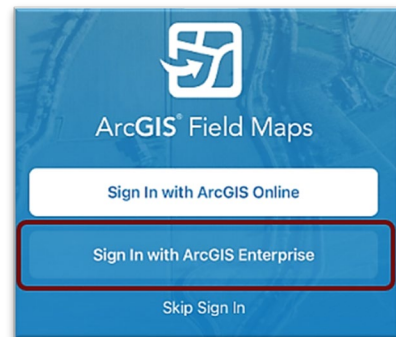 ArcGIS® Field Maps
Sign In with ArcGIS Online
Sign In with ArcGIS Enterprise
Skip Sign In